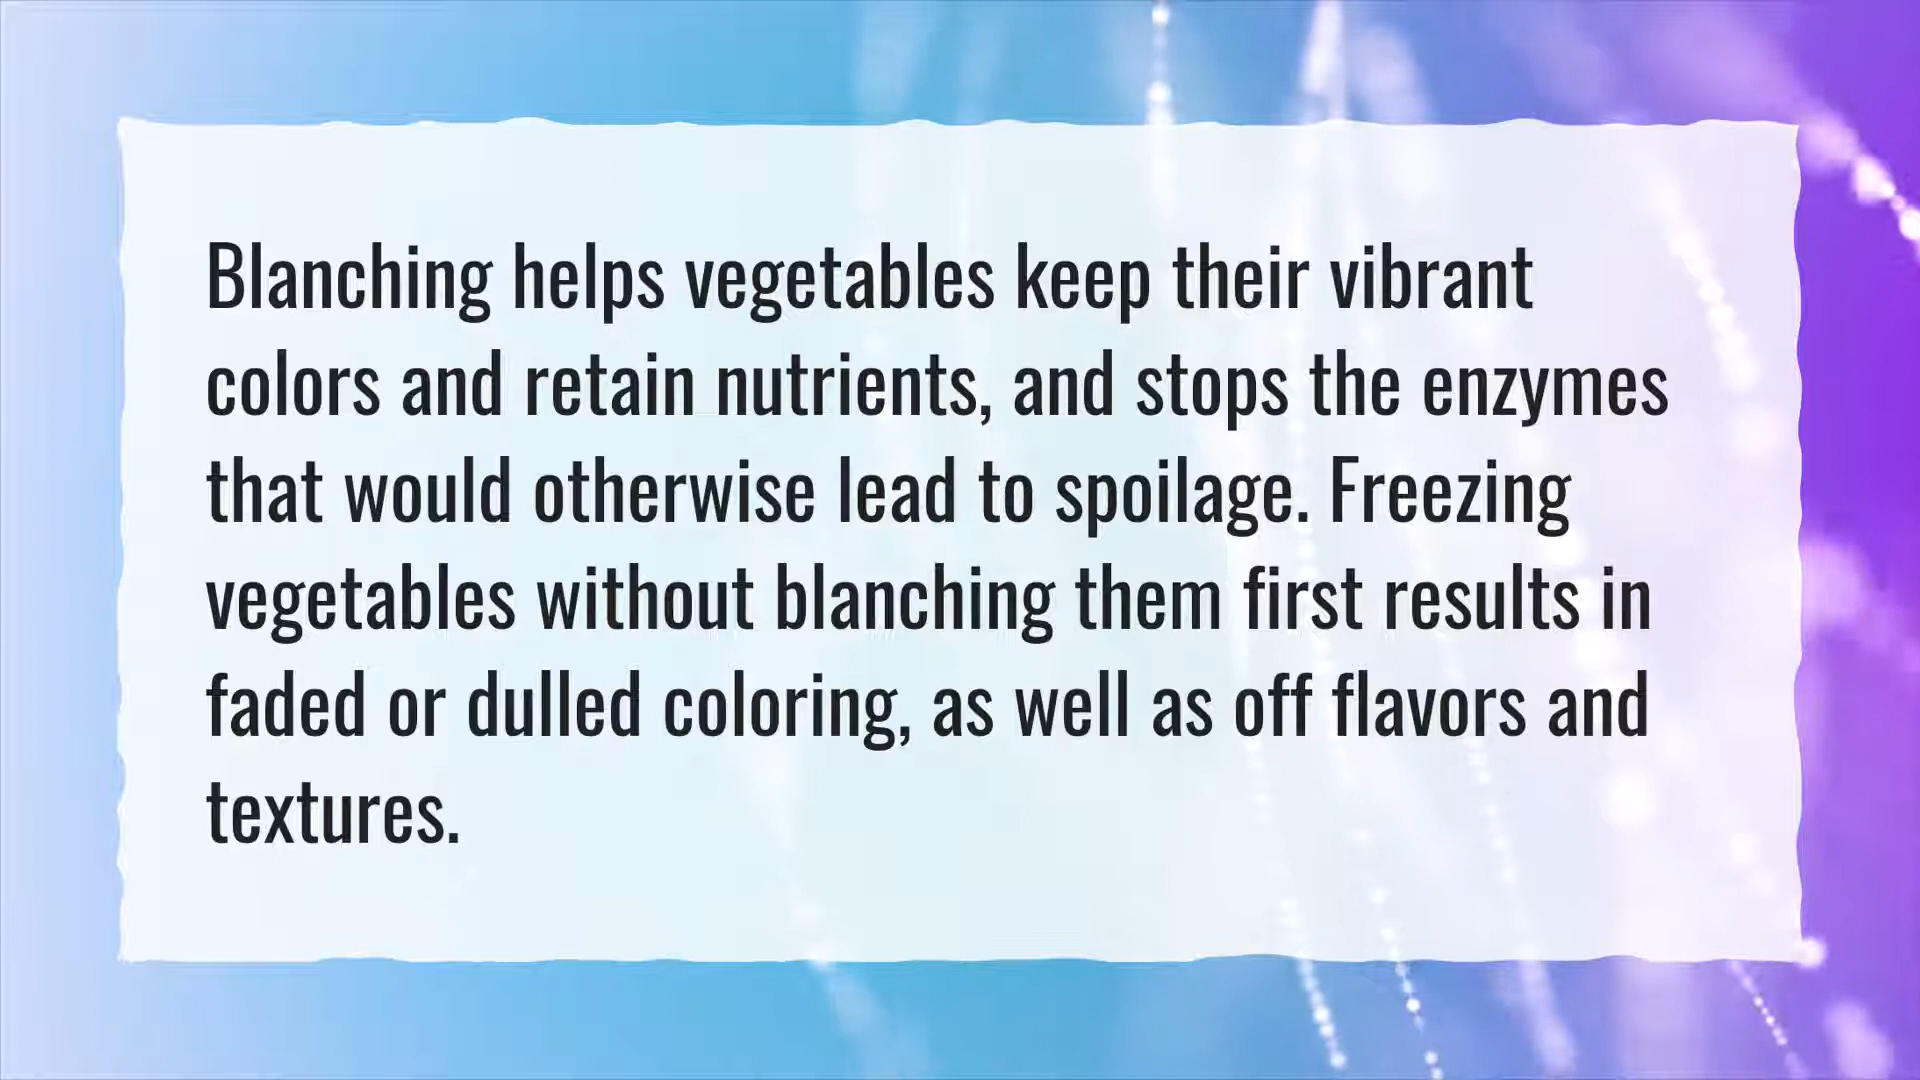 Blanching helps vegetables keep their vibrant
colors and retain nutrients, and stops the enzymes
that would otherwise lead to spoilage. Freezing
vegetables without blanching them first results in
faded or dulled coloring, as well as off flavors and
textures.